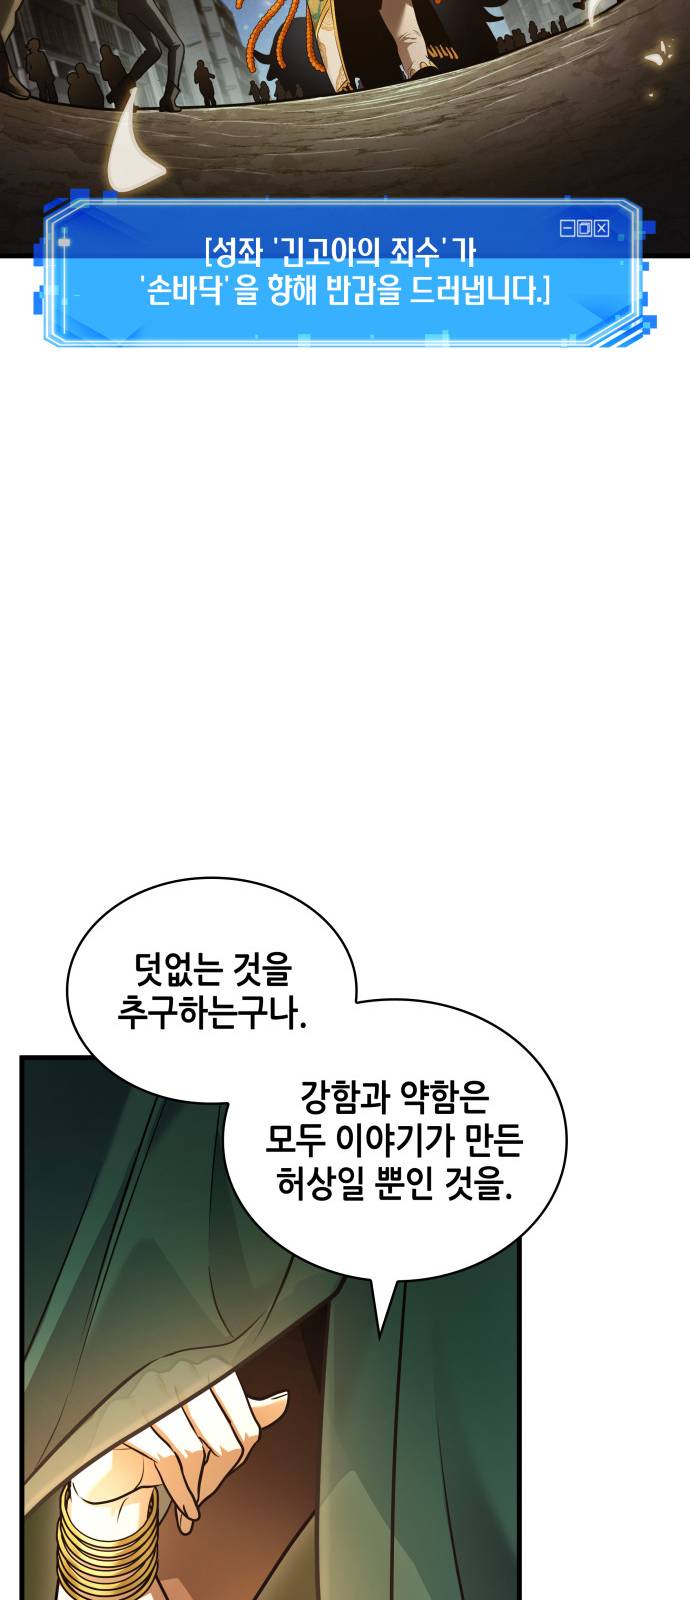 [성좌 '긴고아의 죄수'가
'손바닥'을 향해 반감을 드러냅니다.]
덧없는 것을
추구하는구나.
강함과 약함은
모두 이야기가 만든
허상일 뿐인 것을.